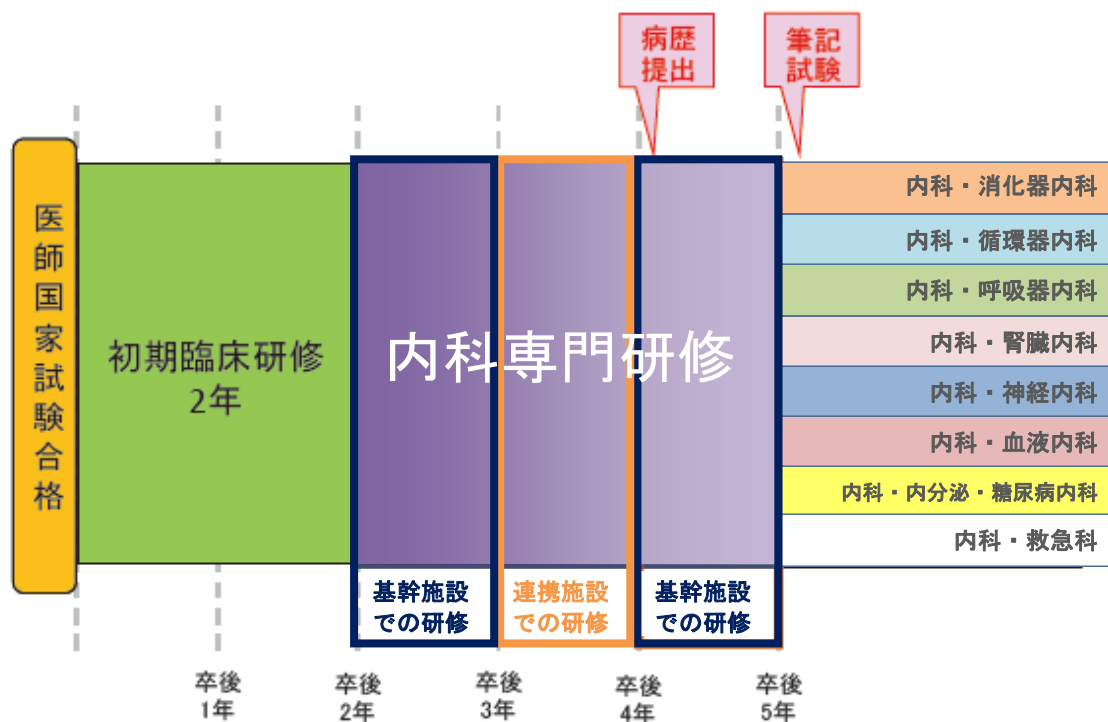 病歴
提出
筆記
試験
医師国家試験合格
初期臨床研修
2年
内科専門研修
内科・消化器内科
内科・循環器内科
内科・呼吸器内科
内科・腎臓内科
内科・神経内科
内科・血液内科
内科・内分泌・糖尿病内科
内科・救急科
基幹施設
での研修
連携施設
での研修
基幹施設
での研修
卒後
1年
卒後
2年
卒後
3年
卒後
4年
卒後
5年